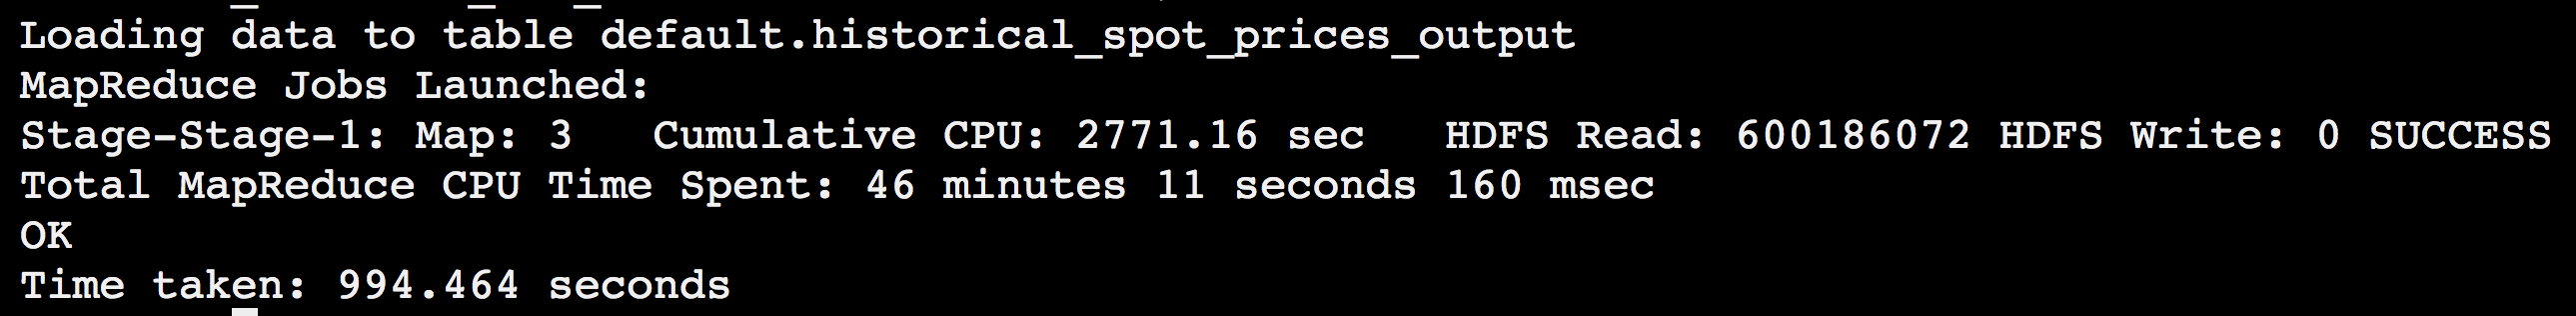 Loading data to table default.historical_spot_prices_output
MapReduce Jobs Launched:
Stage-Stage-1: Map: 3   Cumulative CPU: 2771.16 sec   HDFS Read: 600186072 HDFS Write: 0 SUCCESS
Total MapReduce CPU Time Spent: 46 minutes 11 seconds 160 msec
OK
Time taken: 994.464 seconds